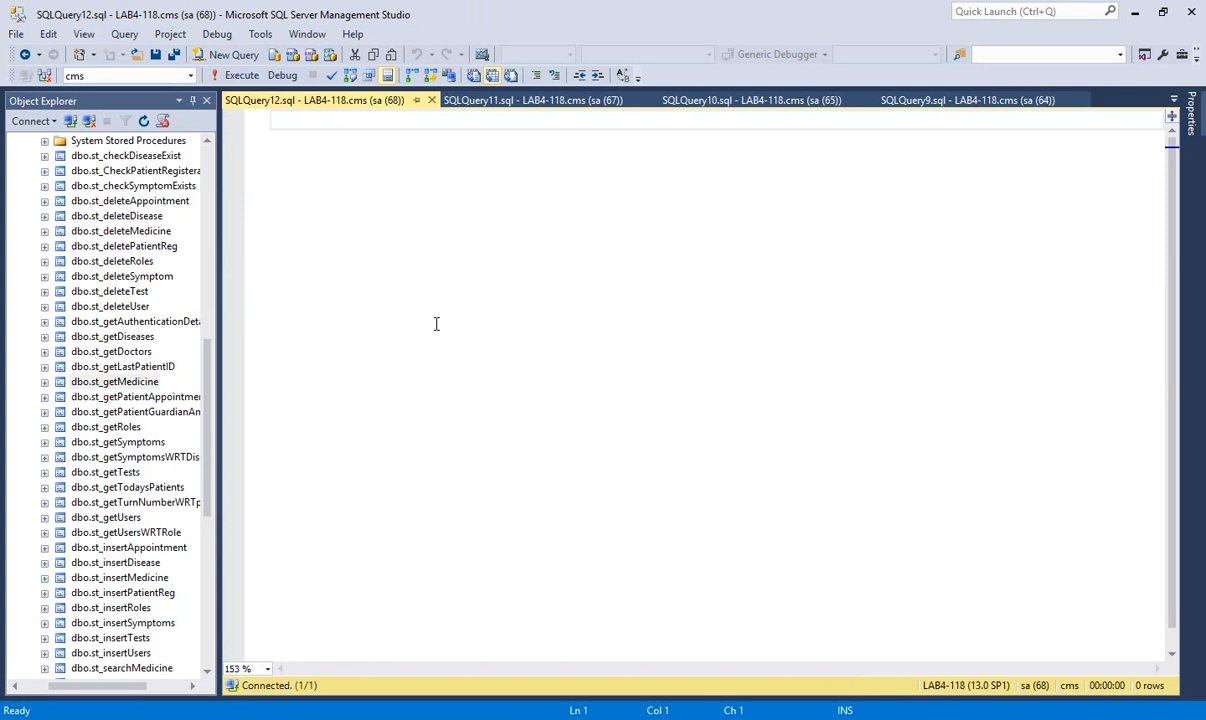 SQLQuery12.sql - LAB4-118.cms (sa (68)) - Microsoft SQL Server Management Studio
Quick Launch (Ctrl+Q)
File Edit View Query Project Debug Tools Window Help
New Query
Generic Debugger
cms
Execute Debug
Object Explorer
SQLQuery12.sql - LAB4-118.cms (sa (68))
SQLQuery11.sql - LAB4-118.cms (sa (67))
SQLQuery10.sql - LAB4-118.cms (sa (65))
SQLQuery9.sql - LAB4-118.cms (sa (64))
Properties
Connect
System Stored Procedures
dbo.st_checkDiseaseExist
dbo.st_CheckPatientRegistera
dbo.st_checkSymptomExists
dbo.st_deleteAppointment
dbo.st_deleteDisease
dbo.st_deleteMedicine
dbo.st_deletePatientReg
dbo.st_deleteRoles
dbo.st_deleteSymptom
dbo.st_deleteTest
dbo.st_deleteUser
dbo.st_getAuthenticationDeta
dbo.st_getDiseases
dbo.st_getDoctors
dbo.st_getLastPatientID
dbo.st_getMedicine
dbo.st_getPatientAppointmen
dbo.st_getPatientGuardianAn
dbo.st_getRoles
dbo.st_getSymptoms
dbo.st_getSymptomsWRTDis
dbo.st_getTests
dbo.st_getTodaysPatients
dbo.st_getTurnNumberWRTp
dbo.st_getUsers
dbo.st_getUsersWRTRole
dbo.st_insertAppointment
dbo.st_insertDisease
dbo.st_insertMedicine
dbo.st_insertPatientReg
dbo.st_insertRoles
dbo.st_insertSymptoms
dbo.st_insertTests
dbo.st_insertUsers
dbo.st_searchMedicine
153 %
Connected. (1/1)
LAB4-118 (13.0 SP1) sa (68) cms 00:00:00 0 rows
Ready
Ln 1 Col 1 Ch 1 INS